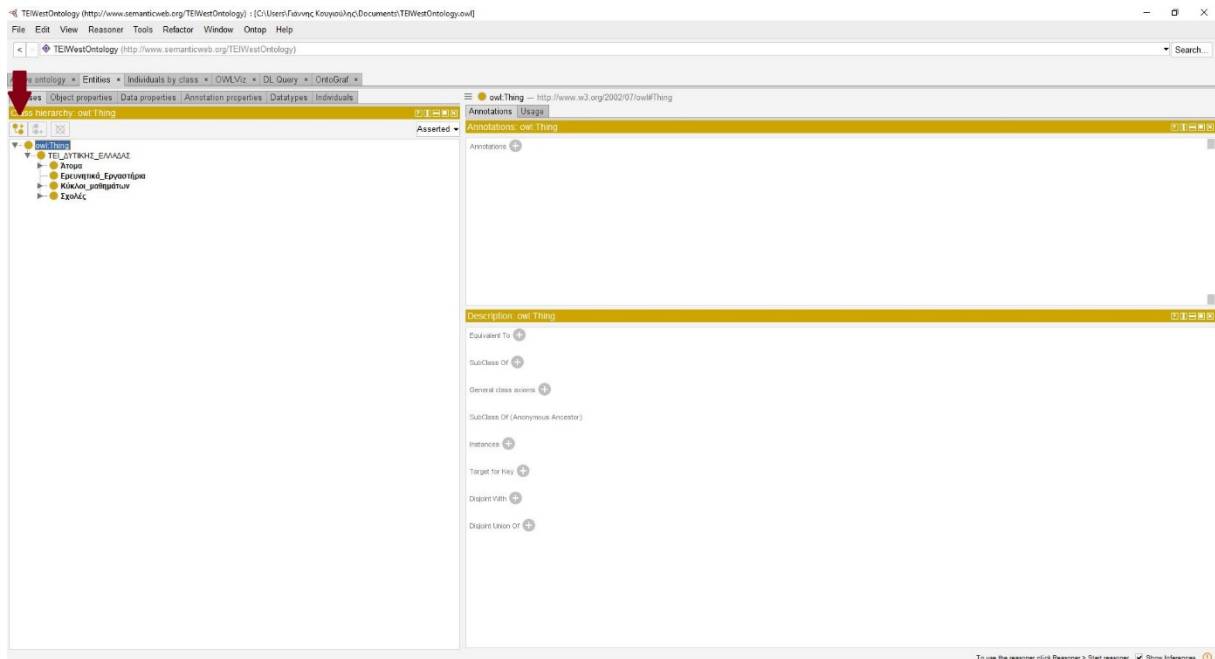 TEIWestOntology (http://www.semanticweb.org/TEIWestOntology) : [C:\Users\Γιάννης Κουγιούλης\Documents\TEIWestOntology.owl]
File Edit View Reasoner Tools Refactor Window Ontop Help
< > TEIWestOntology (http://www.semanticweb.org/TEIWestOntology) Search...
ontology × Entities × Individuals by class × OWLViz × DL Query × OntoGraf ×
Object properties Data properties Annotation properties Datatypes Individuals
owl:Thing — http://www.w3.org/2002/07/owl#Thing
Annotations Usage
Class hierarchy: owl:Thing
Annotations: owl:Thing
Asserted
Annotations
owl:Thing
ΤΕΙ_ΔΥΤΙΚΗΣ_ΕΛΛΑΔΑΣ
Άτομα
Ερευνητικά_Εργαστήρια
Κύκλοι_μαθημάτων
Σχολές
Description: owl:Thing
Equivalent To
SubClass Of
General class axioms
SubClass Of (Anonymous Ancestor)
Instances
Target for Key
Disjoint With
Disjoint Union Of
To use the reasoner click Reasoner > Start reasoner Show Inferences